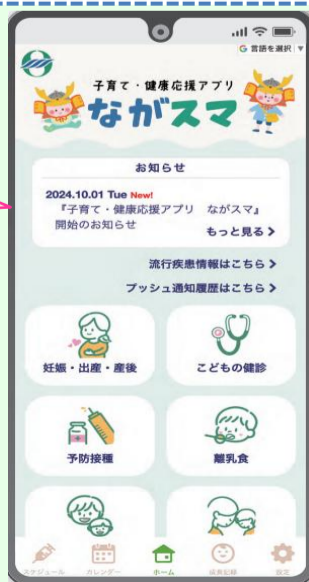 言語を選択
子育て・健康応援アプリ
ながスマ
お知らせ
2024.10.01 Tue New!
『子育て・健康応援アプリ ながスマ』
開始のお知らせ
もっと見る
流行疾患情報はこちら
プッシュ通知履歴はこちら
妊娠・出産・産後
こどもの健診
予防接種
離乳食
スケジュール
カレンダー
ホーム
成長記録
設定